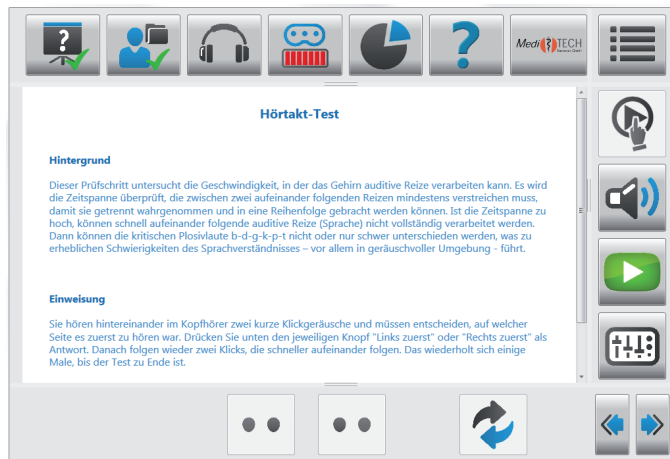 ?
?
Medi TECH
Hörtakt-Test
Hintergrund
Dieser Prüfschritt untersucht die Geschwindigkeit, in der das Gehirn auditive Reize verarbeiten kann. Es wird
die Zeitspanne überprüft, die zwischen zwei aufeinander folgenden Reizen mindestens verstreichen muss,
damit sie getrennt wahrgenommen und in eine Reihenfolge gebracht werden können. Ist die Zeitspanne zu
hoch, können schnell aufeinander folgende auditive Reize (Sprache) nicht vollständig verarbeitet werden.
Dann können die kritischen Plosivlaute b-d-g-k-p-t nicht oder nur schwer unterschieden werden, was zu
erheblichen Schwierigkeiten des Sprachverständnisses – vor allem in geräuschvoller Umgebung - führt.
Einweisung
Sie hören hintereinander im Kopfhörer zwei kurze Klickgeräusche und müssen entscheiden, auf welcher
Seite es zuerst zu hören war. Drücken Sie unten den jeweiligen Knopf "Links zuerst" oder "Rechts zuerst" als
Antwort. Danach folgen wieder zwei Klicks, die schneller aufeinander folgen. Das wiederholt sich einige
Male, bis der Test zu Ende ist.